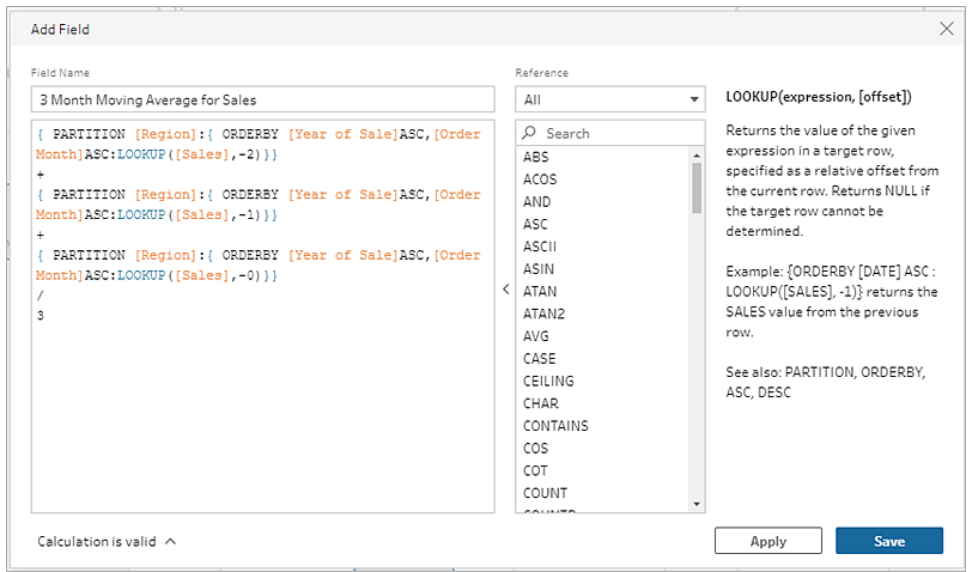 Add Field
Field Name
3 Month Moving Average for Sales
{ PARTITION [Region]:{ ORDERBY [Year of Sale]ASC,[Order
Month]ASC:LOOKUP([Sales],-2)}}
+
{ PARTITION [Region]:{ ORDERBY [Year of Sale]ASC,[Order
Month]ASC:LOOKUP([Sales],-1)}}
+
{ PARTITION [Region]:{ ORDERBY [Year of Sale]ASC,[Order
Month]ASC:LOOKUP([Sales],-0)}}
/
3
Reference
All
Search
ABS
ACOS
AND
ASC
ASCII
ASIN
ATAN
ATAN2
AVG
CASE
CEILING
CHAR
CONTAINS
COS
COT
COUNT
COUNTD
LOOKUP(expression, [offset])
Returns the value of the given
expression in a target row,
specified as a relative offset from
the current row. Returns NULL if
the target row cannot be
determined.
Example: {ORDERBY [DATE] ASC :
LOOKUP([SALES], -1)} returns the
SALES value from the previous
row.
See also: PARTITION, ORDERBY,
ASC, DESC
Calculation is valid
Apply
Save